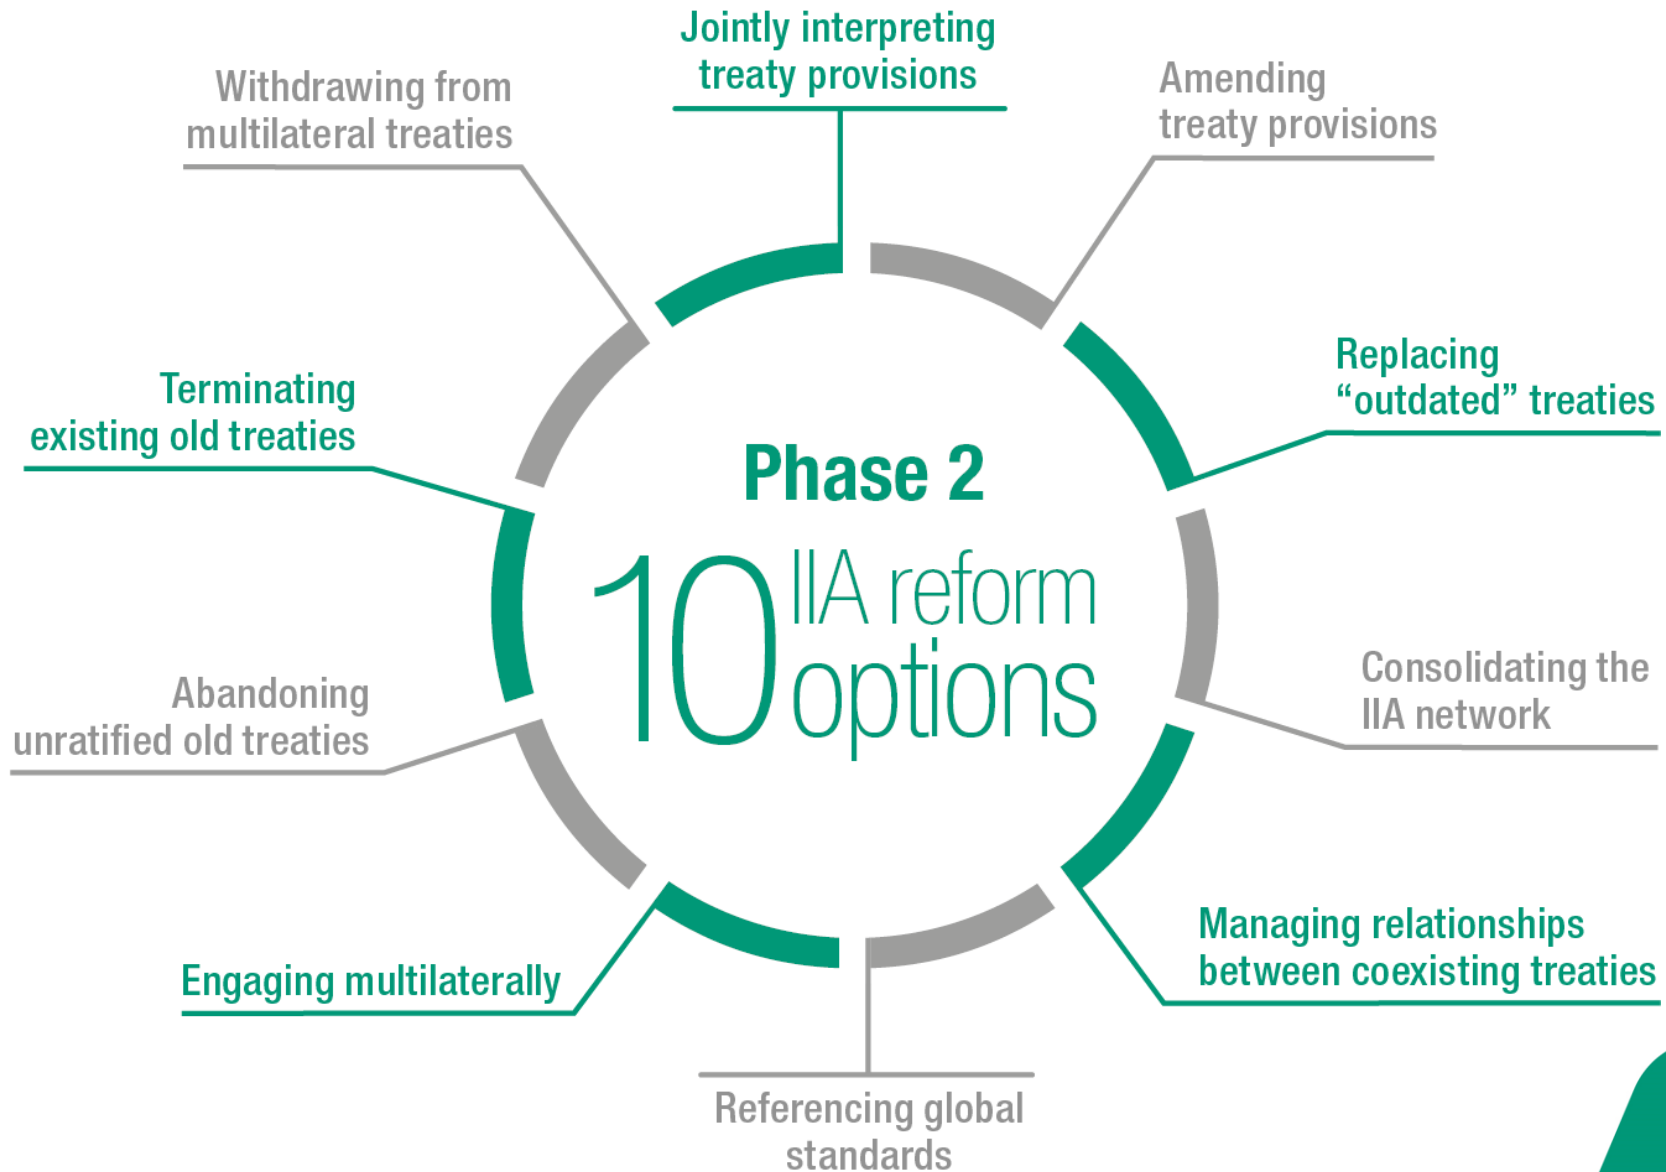 Jointly interpreting
treaty provisions
Amending
treaty provisions
Replacing
“outdated” treaties
Consolidating the
IIA network
Managing relationships
between coexisting treaties
Referencing global
standards
Engaging multilaterally
Abandoning
unratified old treaties
Terminating
existing old treaties
Withdrawing from
multilateral treaties
Phase 2
10 IIA reform
options